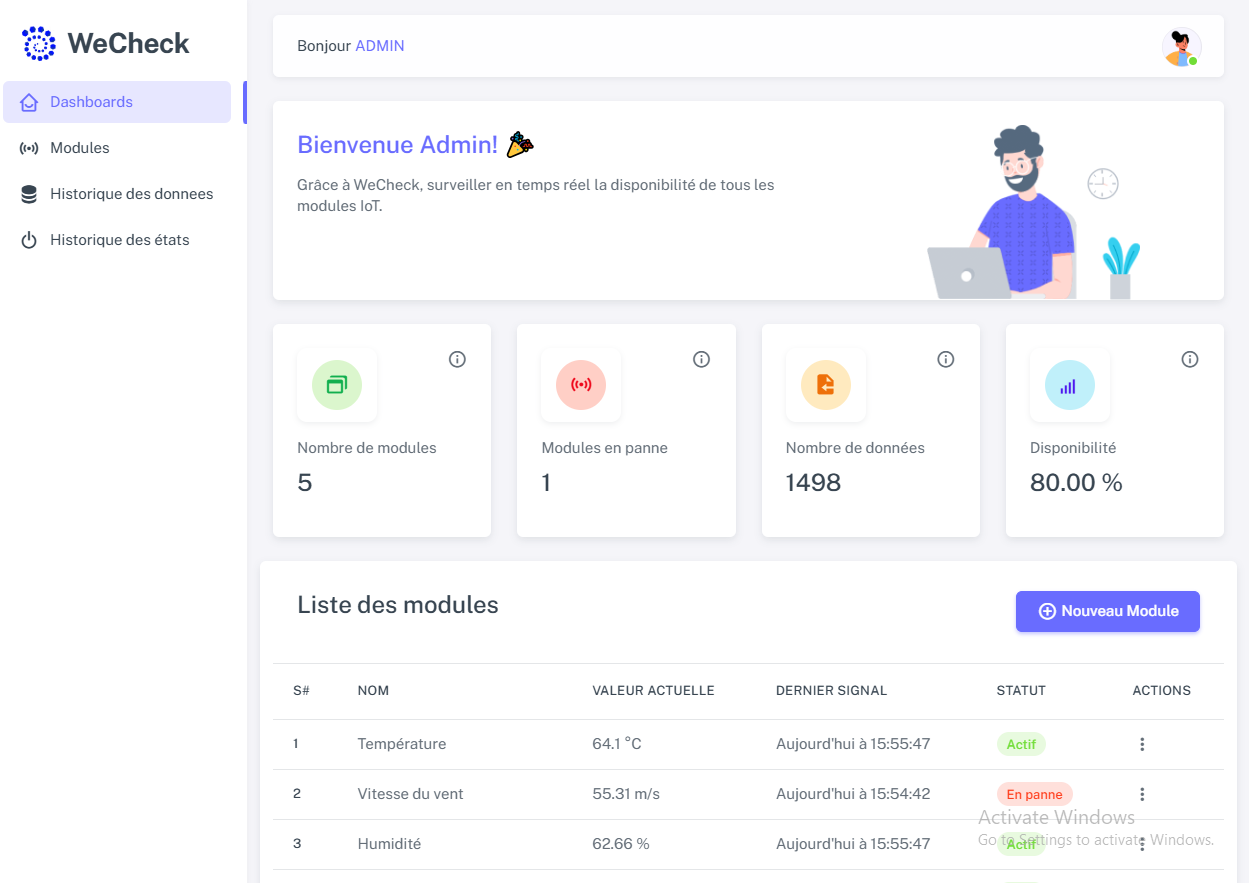 WeCheck
Dashboards
Modules
Historique des donnees
Historique des états
Bonjour ADMIN
Bienvenue Admin!
Grâce à WeCheck, surveiller en temps réel la disponibilité de tous les
modules IoT.
Nombre de modules
5
Modules en panne
1
Nombre de données
1498
Disponibilité
80.00 %
Liste des modules
Nouveau Module
S# NOM VALEUR ACTUELLE DERNIER SIGNAL STATUT ACTIONS
1 Température 64.1 °C Aujourd'hui à 15:55:47 Actif
2 Vitesse du vent 55.31 m/s Aujourd'hui à 15:54:42 En panne
3 Humidité 62.66 % Aujourd'hui à 15:55:47 Actif
Activate Windows
Go to Settings to activate Windows.